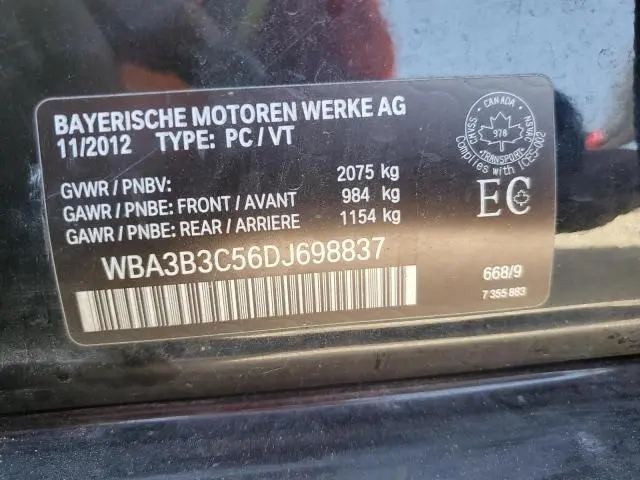 BAYERISCHE MOTOREN WERKE AG
11/2012 TYPE: PC / VT
GVWR / PNBV: 2075 kg
GAWR / PNBE: FRONT / AVANT 984 kg
GAWR / PNBE: REAR / ARRIERE 1154 kg
WBA3B3C56DJ698837
CANADA
978
TRANSPORT
CMVSS
NSVAC
Complies with ICES-002
EC
668/9
7 355 883